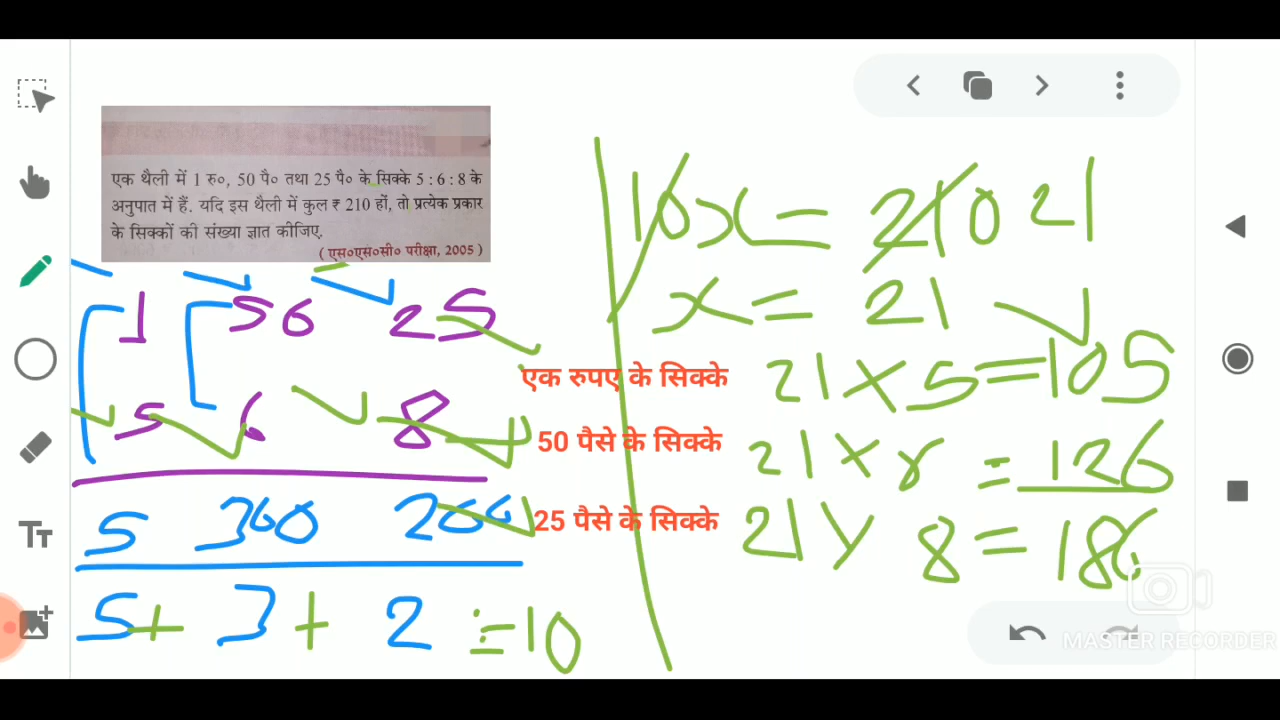 एक थैली में 1 रु०, 50 पै० तथा 25 पै० के सिक्के 5 : 6 : 8 के
अनुपात में हैं. यदि इस थैली में कुल ₹ 210 हों, तो प्रत्येक प्रकार
के सिक्कों की संख्या ज्ञात कीजिए.
( एस०एस०सी० परीक्षा, 2005 )
1 50 25
5 6 8
5 300 200
5 + 3 + 2 = 10
10x = 210 21
x = 21
एक रुपए के सिक्के 21 x 5 = 105
50 पैसे के सिक्के 21 x = 126
25 पैसे के सिक्के 21 x 8 =
Tт
MASTER RECORDER